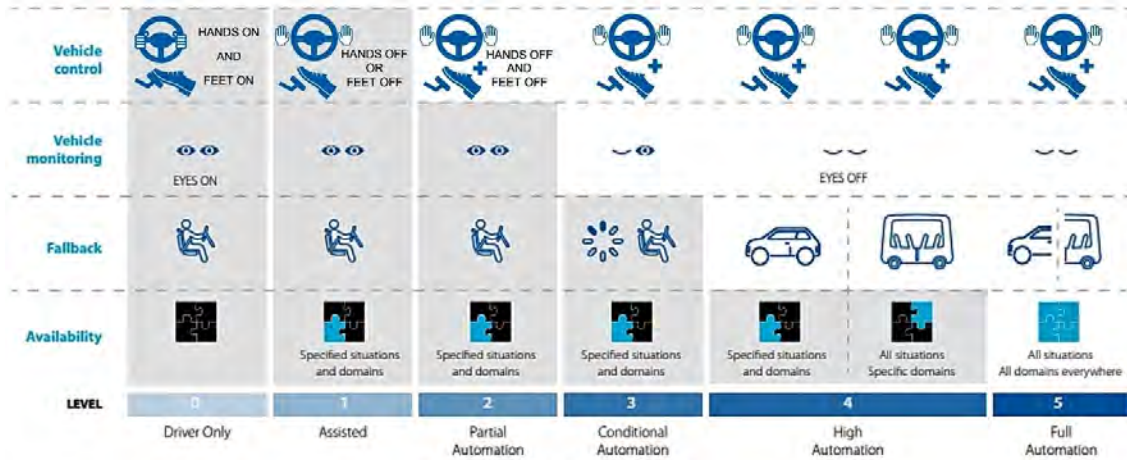 Vehicle
control
HANDS ON
AND
FEET ON
HANDS OFF
OR
FEET OFF
HANDS OFF
AND
FEET OFF
Vehicle
monitoring
EYES ON
EYES OFF
Fallback
Availability
Specified situations
and domains
Specified situations
and domains
Specified situations
and domains
Specified situations
and domains
All situations
Specific domains
All situations
All domains everywhere
LEVEL
0
1
2
3
4
5
Driver Only
Assisted
Partial
Automation
Conditional
Automation
High
Automation
Full
Automation